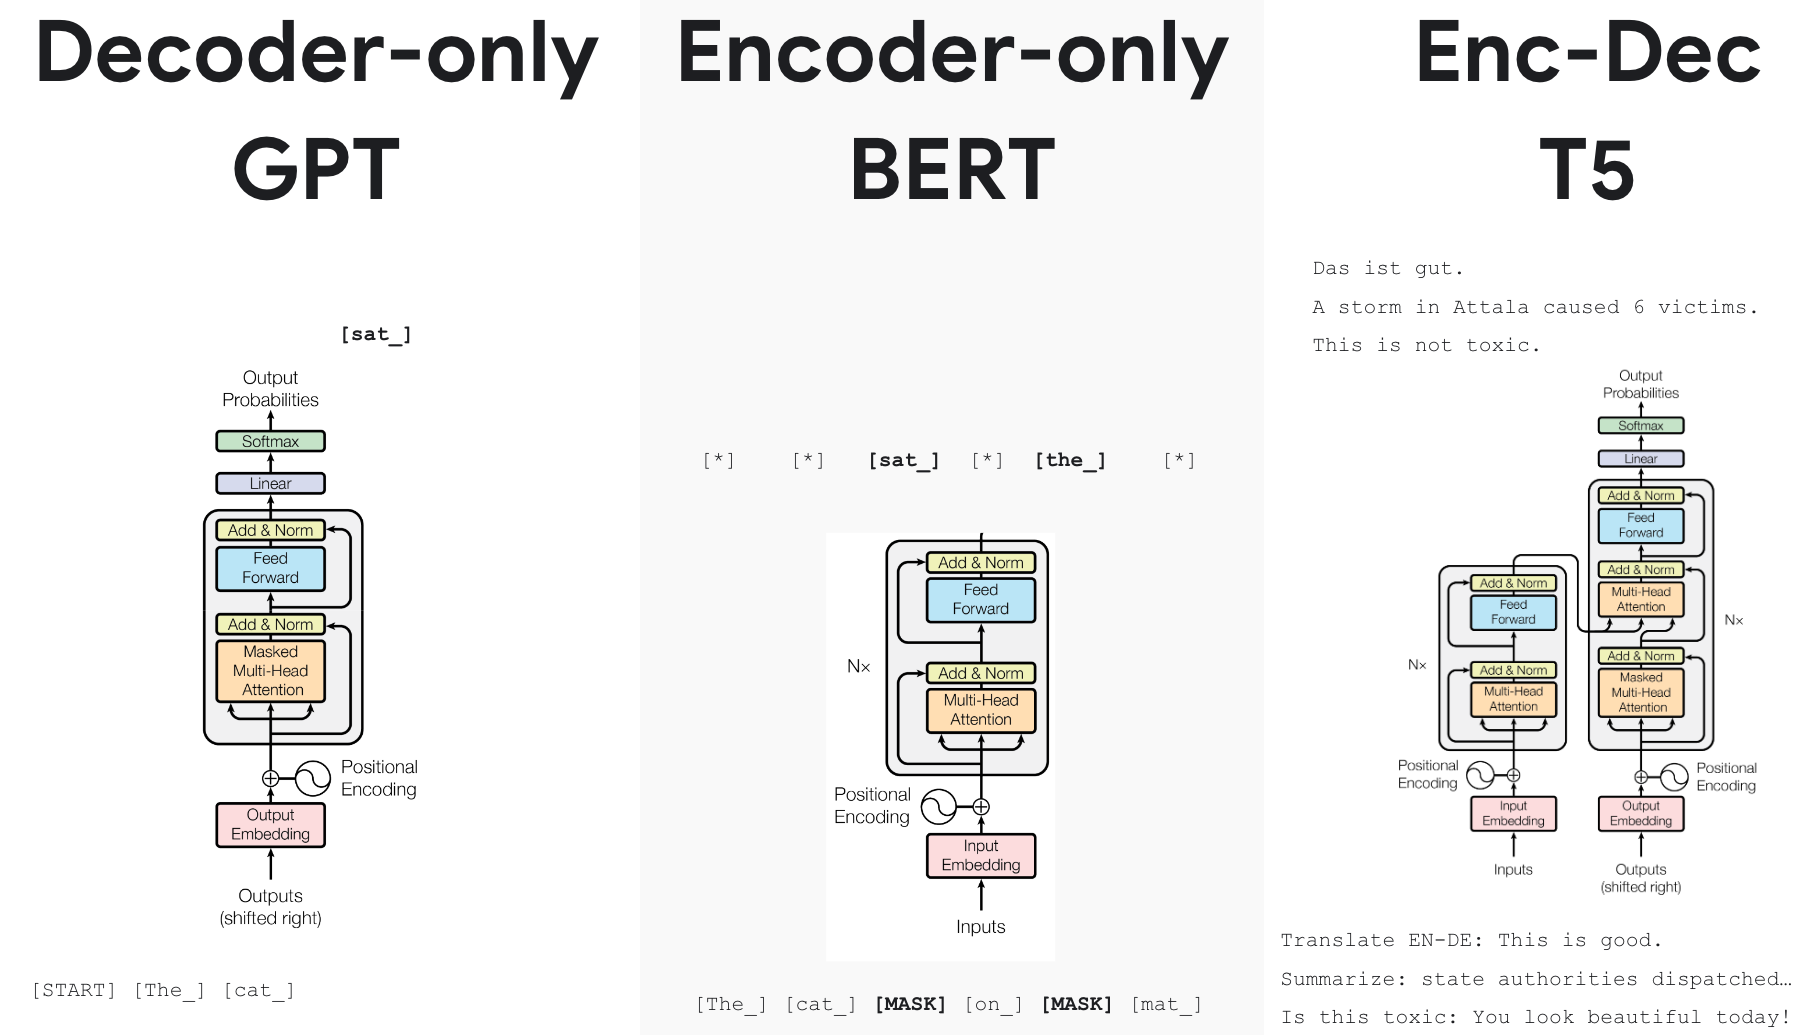 Decoder-only
GPT
[sat_]
Output
Probabilities
Softmax
Linear
Add & Norm
Feed
Forward
Add & Norm
Masked
Multi-Head
Attention
Positional
Encoding
Output
Embedding
Outputs
(shifted right)
[START] [The_] [cat_]
Encoder-only
BERT
[*] [*] [sat_] [*] [the_] [*]
Add & Norm
Feed
Forward
N×
Add & Norm
Multi-Head
Attention
Positional
Encoding
Input
Embedding
Inputs
[The_] [cat_] [MASK] [on_] [MASK] [mat_]
Enc-Dec
T5
Das ist gut.
A storm in Attala caused 6 victims.
This is not toxic.
Output
Probabilities
Softmax
Linear
Add & Norm
Feed
Forward
Add & Norm
Multi-Head
Attention
N×
Add & Norm
Masked
Multi-Head
Attention
Positional
Encoding
Output
Embedding
Outputs
(shifted right)
Add & Norm
Feed
Forward
N×
Add & Norm
Multi-Head
Attention
Positional
Encoding
Input
Embedding
Inputs
Translate EN-DE: This is good.
Summarize: state authorities dispatched…
Is this toxic: You look beautiful today!